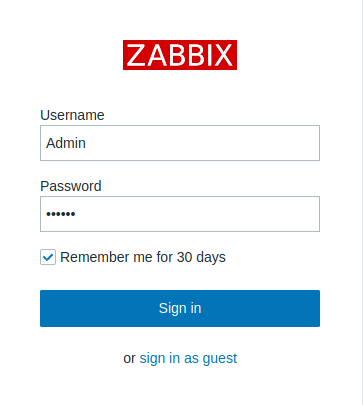 ZABBIX
Username
Admin
Password
••••••
Remember me for 30 days
Sign in
or sign in as guest